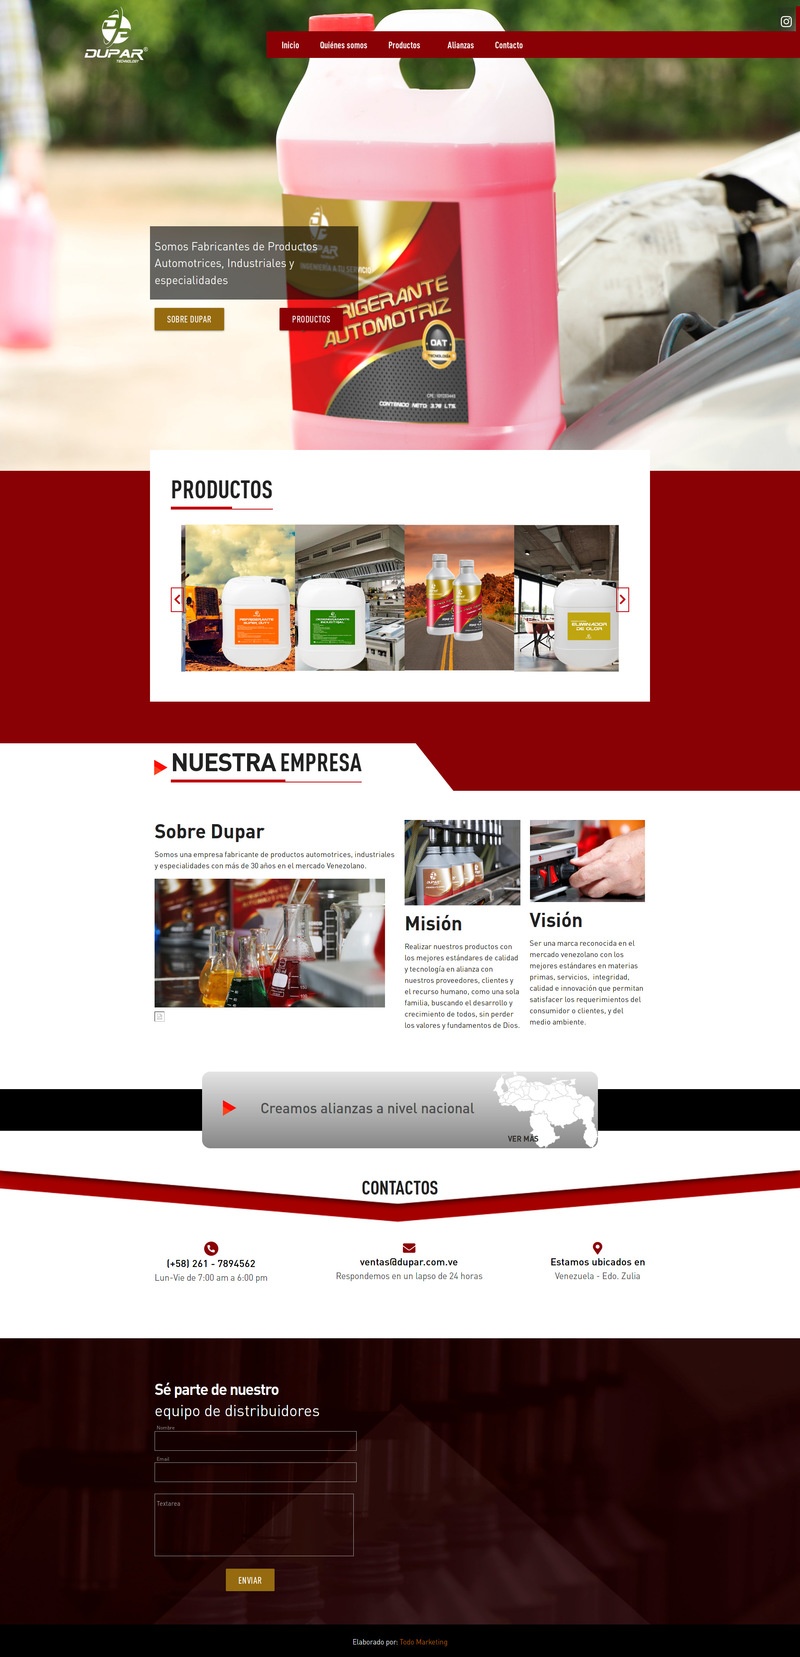 DUPAR®
TECHNOLOGY
Inicio
Quiénes somos
Productos
Alianzas
Contacto
INGENIERÍA A TU SERVICIO
Somos Fabricantes de Productos
Automotrices, Industriales y
especialidades
SOBRE DUPAR
PRODUCTOS
RIGERANTE
AUTOMOTRIZ
OAT
TECNOLOGÍA
CONTENIDO NETO: 3.78 LTS.
PRODUCTOS
ELIMINADOR
DE OLOR
NUESTRA EMPRESA
Sobre Dupar
Somos una empresa fabricante de productos automotrices, industriales
y especialidades con más de 30 años en el mercado Venezolano.
DUPAR
Misión
Realizar nuestros productos con
los mejores estándares de calidad
y tecnología en alianza con
nuestros proveedores, clientes y
el recurso humano, como una sola
familia, buscando el desarrollo y
crecimiento de todos, sin perder
los valores y fundamentos de Dios.
Visión
Ser una marca reconocida en el
mercado venezolano con los
mejores estándares en materias
primas, servicios, integridad,
calidad e innovación que permitan
satisfacer los requerimientos del
consumidor o clientes, y del
medio ambiente.
Creamos alianzas a nivel nacional
VER MÁS
CONTACTOS
(+58) 261 - 7894562
Lun-Vie de 7:00 am a 6:00 pm
ventas@dupar.com.ve
Respondemos en un lapso de 24 horas
Estamos ubicados en
Venezuela - Edo. Zulia
Sé parte de nuestro
equipo de distribuidores
Nombre
Email
Textarea
ENVIAR
Elaborado por: Todo Marketing